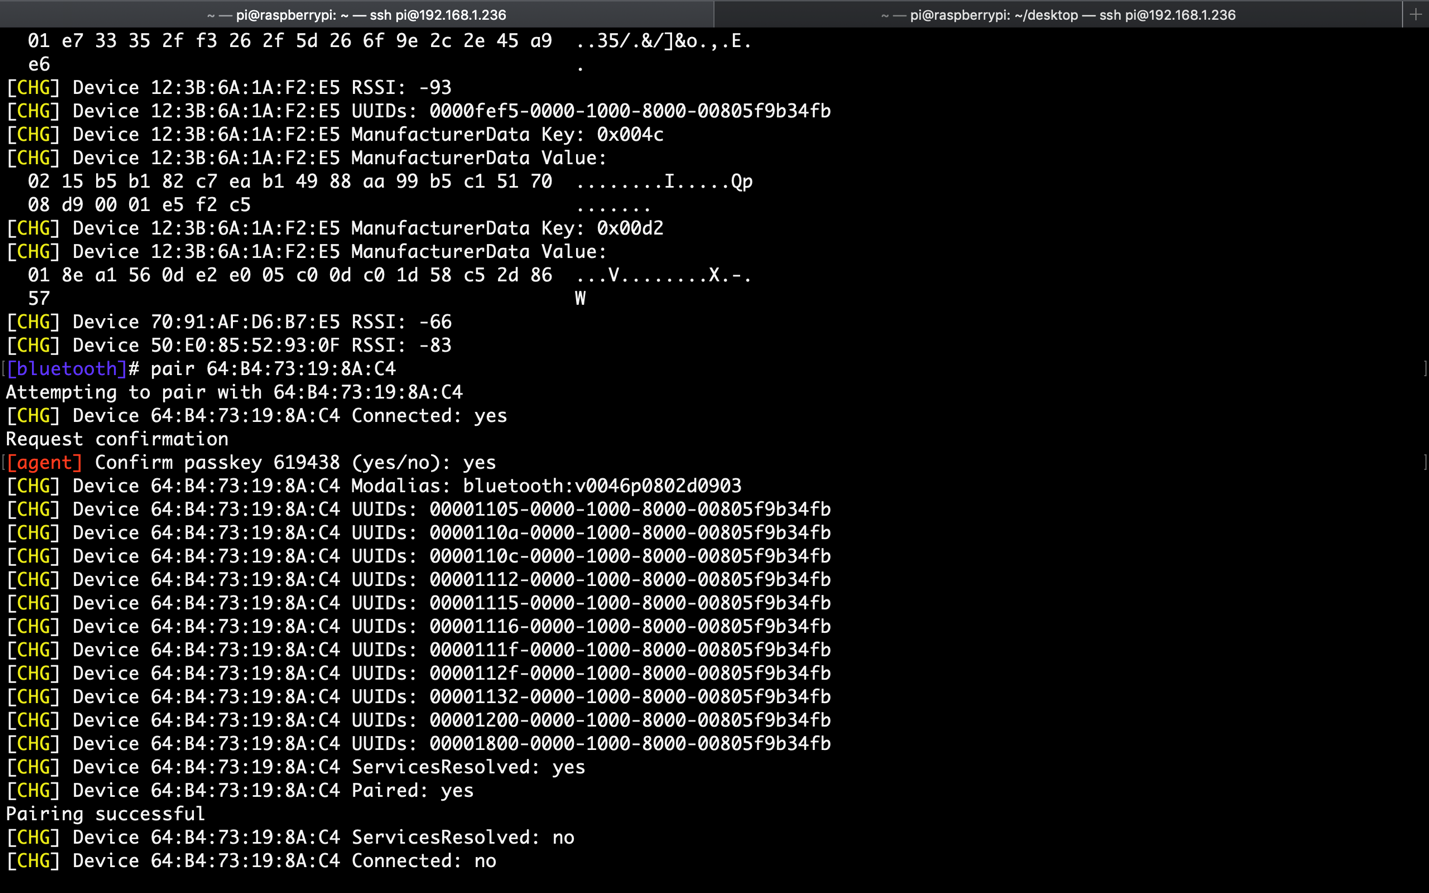 ~ — pi@raspberrypi: ~ — ssh pi@192.168.1.236
~ — pi@raspberrypi: ~/desktop — ssh pi@192.168.1.236
+
01 e7 33 35 2f f3 26 2f 5d 26 6f 9e 2c 2e 45 a9  ..35/.&/]&o.,.E.
e6  .
[CHG] Device 12:3B:6A:1A:F2:E5 RSSI: -93
[CHG] Device 12:3B:6A:1A:F2:E5 UUIDs: 0000fef5-0000-1000-8000-00805f9b34fb
[CHG] Device 12:3B:6A:1A:F2:E5 ManufacturerData Key: 0x004c
[CHG] Device 12:3B:6A:1A:F2:E5 ManufacturerData Value:
02 15 b5 b1 82 c7 ea b1 49 88 aa 99 b5 c1 51 70  ........I.....Qp
08 d9 00 01 e5 f2 c5  .......
[CHG] Device 12:3B:6A:1A:F2:E5 ManufacturerData Key: 0x00d2
[CHG] Device 12:3B:6A:1A:F2:E5 ManufacturerData Value:
01 8e a1 56 0d e2 e0 05 c0 0d c0 1d 58 c5 2d 86  ...V........X.-.
57  W
[CHG] Device 70:91:AF:D6:B7:E5 RSSI: -66
[CHG] Device 50:E0:85:52:93:0F RSSI: -83
[bluetooth]# pair 64:B4:73:19:8A:C4
Attempting to pair with 64:B4:73:19:8A:C4
[CHG] Device 64:B4:73:19:8A:C4 Connected: yes
Request confirmation
[agent] Confirm passkey 619438 (yes/no): yes
[CHG] Device 64:B4:73:19:8A:C4 Modalias: bluetooth:v0046p0802d0903
[CHG] Device 64:B4:73:19:8A:C4 UUIDs: 00001105-0000-1000-8000-00805f9b34fb
[CHG] Device 64:B4:73:19:8A:C4 UUIDs: 0000110a-0000-1000-8000-00805f9b34fb
[CHG] Device 64:B4:73:19:8A:C4 UUIDs: 0000110c-0000-1000-8000-00805f9b34fb
[CHG] Device 64:B4:73:19:8A:C4 UUIDs: 00001112-0000-1000-8000-00805f9b34fb
[CHG] Device 64:B4:73:19:8A:C4 UUIDs: 00001115-0000-1000-8000-00805f9b34fb
[CHG] Device 64:B4:73:19:8A:C4 UUIDs: 00001116-0000-1000-8000-00805f9b34fb
[CHG] Device 64:B4:73:19:8A:C4 UUIDs: 0000111f-0000-1000-8000-00805f9b34fb
[CHG] Device 64:B4:73:19:8A:C4 UUIDs: 0000112f-0000-1000-8000-00805f9b34fb
[CHG] Device 64:B4:73:19:8A:C4 UUIDs: 00001132-0000-1000-8000-00805f9b34fb
[CHG] Device 64:B4:73:19:8A:C4 UUIDs: 00001200-0000-1000-8000-00805f9b34fb
[CHG] Device 64:B4:73:19:8A:C4 UUIDs: 00001800-0000-1000-8000-00805f9b34fb
[CHG] Device 64:B4:73:19:8A:C4 ServicesResolved: yes
[CHG] Device 64:B4:73:19:8A:C4 Paired: yes
Pairing successful
[CHG] Device 64:B4:73:19:8A:C4 ServicesResolved: no
[CHG] Device 64:B4:73:19:8A:C4 Connected: no